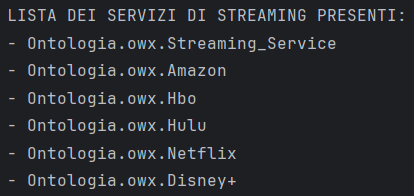 LISTA DEI SERVIZI DI STREAMING PRESENTI:
- Ontologia.owx.Streaming_Service
- Ontologia.owx.Amazon
- Ontologia.owx.Hbo
- Ontologia.owx.Hulu
- Ontologia.owx.Netflix
- Ontologia.owx.Disney+